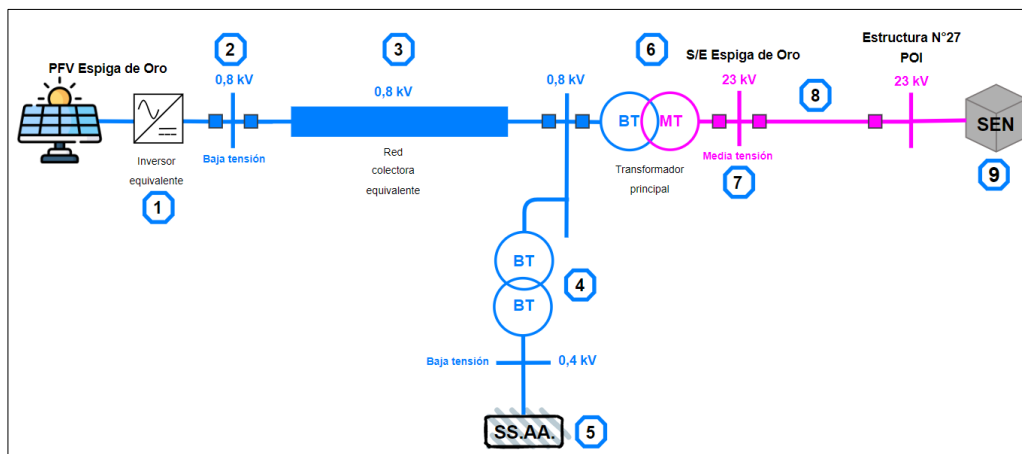 PFV Espiga de Oro
2
0,8 kV
3
0,8 kV
0,8 kV
6
S/E Espiga de Oro
23 kV
8
Estructura N°27
POI
23 kV
BT
MT
SEN
Inversor
equivalente
1
Baja tensión
Red
colectora
equivalente
Transformador
principal
Media tensión
7
9
BT
BT
4
Baja tensión
0,4 kV
SS.AA.
5